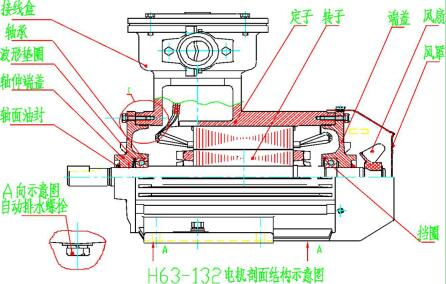 接线盒
轴承
波形垫圈
轴伸端盖
轴面油封
A向示意图
自动排水螺栓
定子
转子
端盖
风扇
风罩
挡圈
A
A
H63-132电机剖面结构示意图